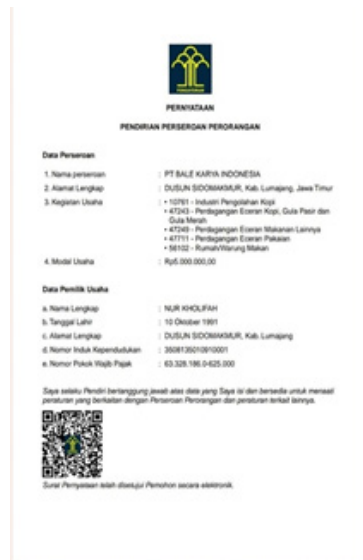 PERNYATAAN
PENDIRIAN PERSEROAN PERORANGAN
Data Perseroan
1. Nama perseroan : PT BALE KARYA INDONESIA
2. Alamat Lengkap : DUSUN SIDOMAKMUR, Kab. Lumajang, Jawa Timur
3. Kegiatan Usaha : • 10761 - Industri Pengolahan Kopi
• 47243 - Perdagangan Eceran Kopi, Gula Pasir dan
Gula Merah
• 47249 - Perdagangan Eceran Makanan Lainnya
• 47711 - Perdagangan Eceran Pakaian
• 56102 - Rumah/Warung Makan
4. Modal Usaha : Rp5.000.000,00
Data Pemilik Usaha
a. Nama Lengkap : NUR KHOLIFAH
b. Tanggal Lahir : 10 Oktober 1991
c. Alamat Lengkap : DUSUN SIDOMAKMUR, Kab. Lumajang
d. Nomor Induk Kependudukan :
e. Nomor Pokok Wajib Pajak : 63.328.186.0-625.000
Saya selaku Pendiri bertanggung jawab atas data yang Saya isi dan bersedia untuk menaati
peraturan yang berkaitan dengan Perseroan Perorangan dan peraturan terkait lainnya.
Surat Pernyataan telah disetujui Pemohon secara elektronik.